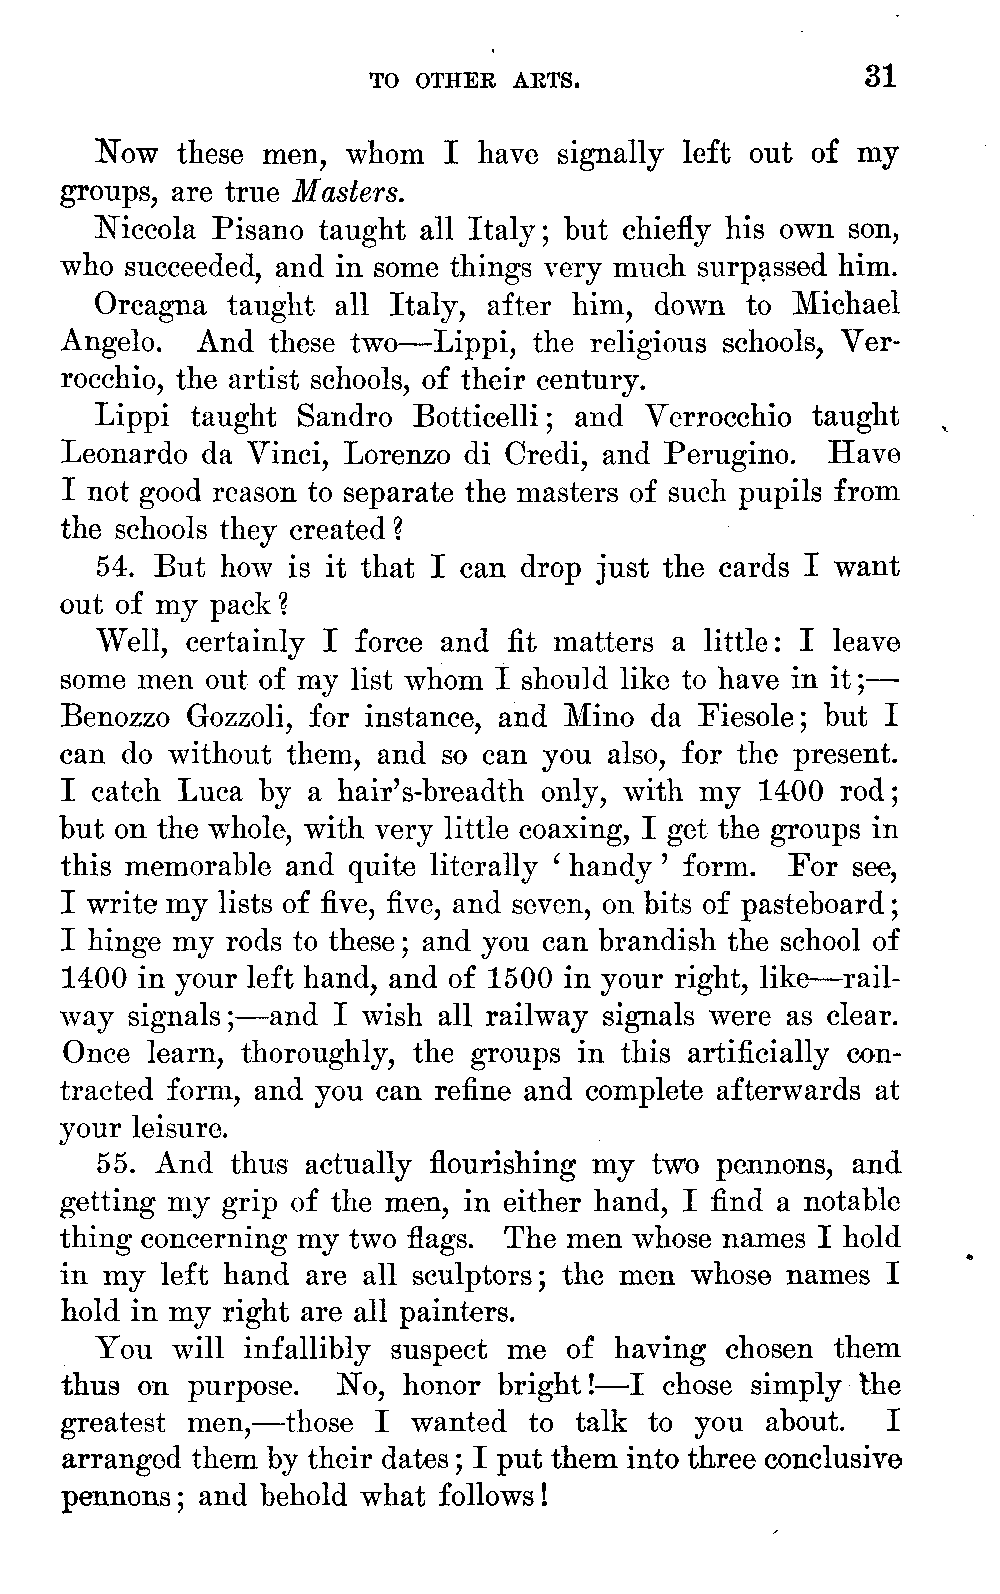 TO OTHER ARTS. 31
Now these men, whom I have signally left out of my
groups, are true Masters.
Niccola Pisano taught all Italy; but chiefly his own son,
who succeeded, and in some things very much surpassed him.
Orcagna taught all Italy, after him, down to Michael
Angelo. And these two—Lippi, the religious schools, Ver-
rocchio, the artist schools, of their century.
Lippi taught Sandro Botticelli; and Verrocchio taught
Leonardo da Vinci, Lorenzo di Credi, and Perugino. Have
I not good reason to separate the masters of such pupils from
the schools they created?
54. But how is it that I can drop just the cards I want
out of my pack?
Well, certainly I force and fit matters a little: I leave
some men out of my list whom I should like to have in it;—
Benozzo Gozzoli, for instance, and Mino da Fiesole; but I
can do without them, and so can you also, for the present.
I catch Luca by a hair's-breadth only, with my 1400 rod;
but on the whole, with very little coaxing, I get the groups in
this memorable and quite literally ‘handy’ form. For see,
I write my lists of five, five, and seven, on bits of pasteboard;
I hinge my rods to these; and you can brandish the school of
1400 in your left hand, and of 1500 in your right, like—rail-
way signals;—and I wish all railway signals were as clear.
Once learn, thoroughly, the groups in this artificially con-
tracted form, and you can refine and complete afterwards at
your leisure.
55. And thus actually flourishing my two pennons, and
getting my grip of the men, in either hand, I find a notable
thing concerning my two flags. The men whose names I hold
in my left hand are all sculptors; the men whose names I
hold in my right are all painters.
You will infallibly suspect me of having chosen them
thus on purpose. No, honor bright!—I chose simply the
greatest men,—those I wanted to talk to you about. I
arranged them by their dates; I put them into three conclusive
pennons; and behold what follows!